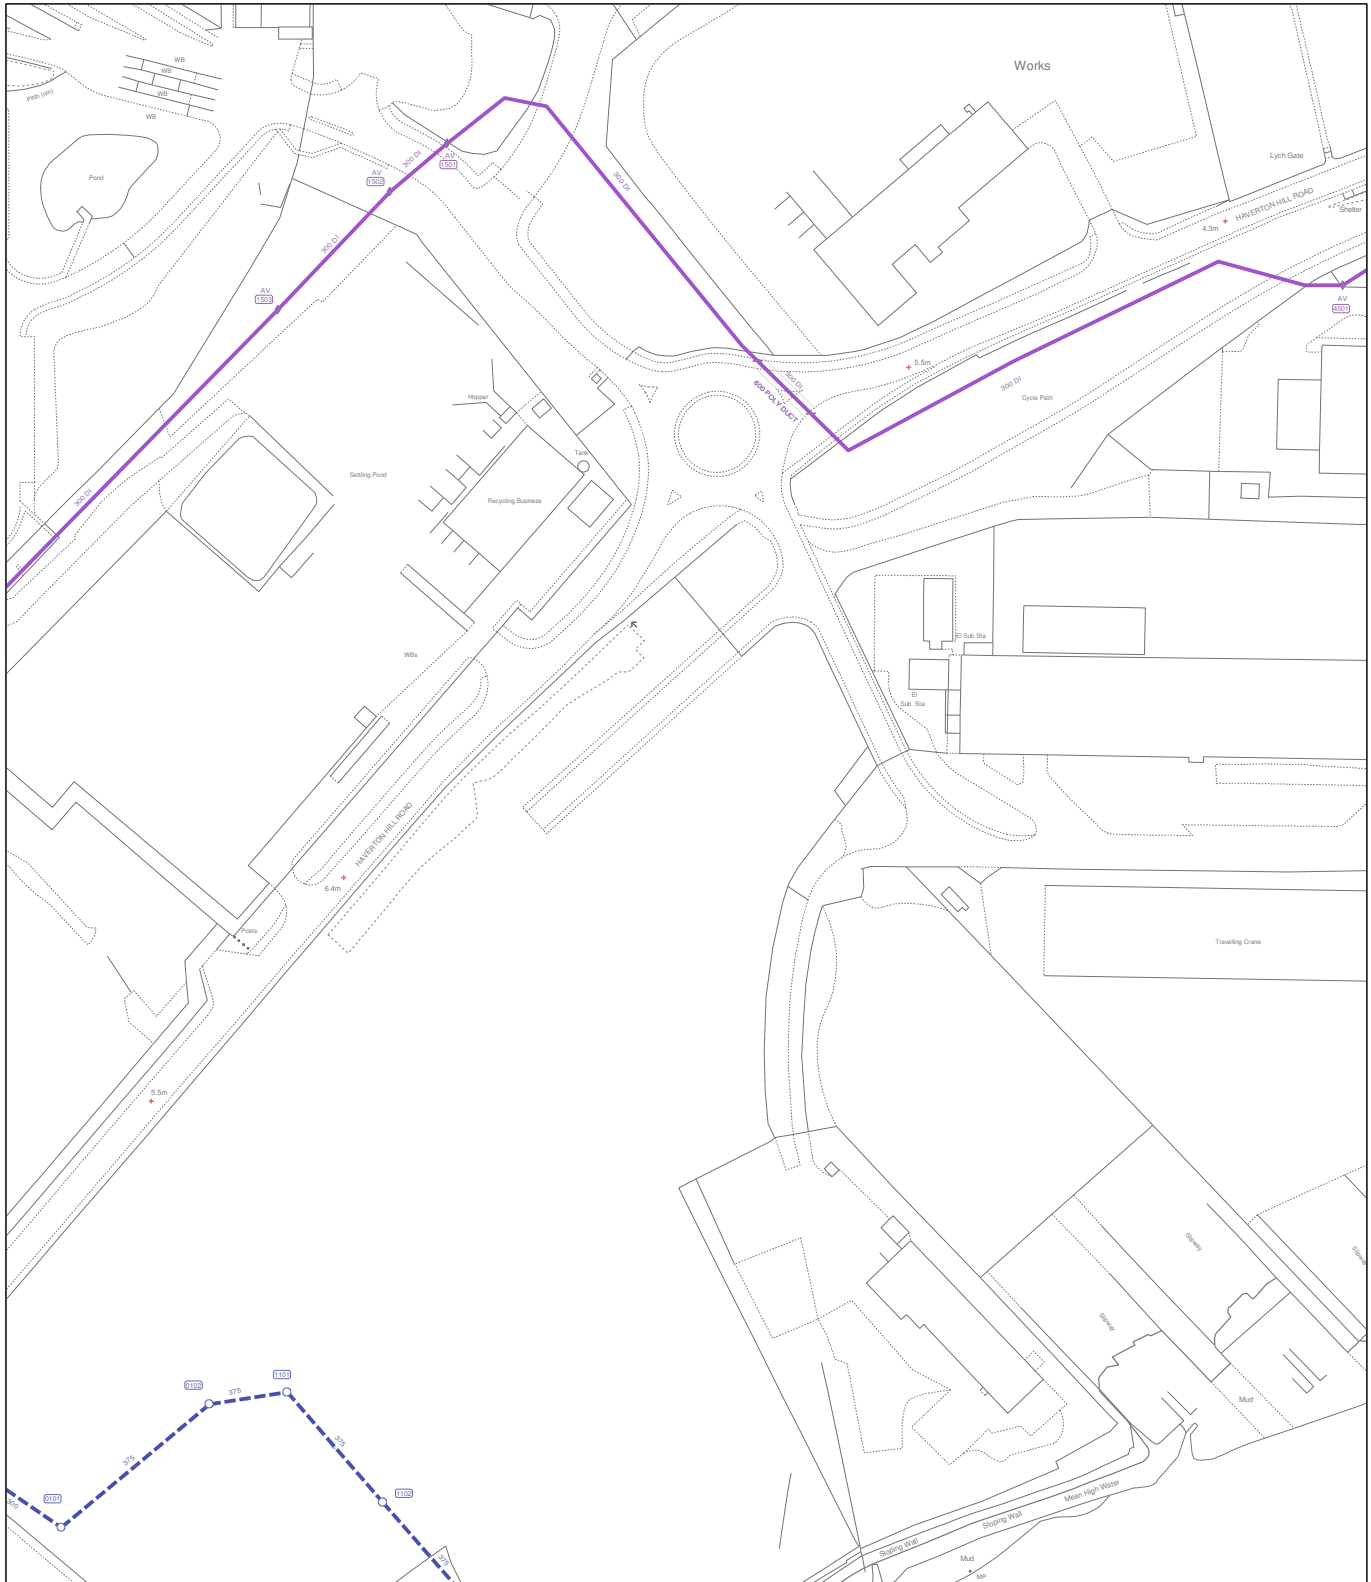 WB
WB
WB
WB
Path (um)
Pond
Works
Lych Gate
HAVERTON HILL ROAD
Shelter
4.3m
AV
1501
AV
1502
AV
1503
AV
4501
300 DI
300 DI
300 DI
300 DI
300 DI
600 POLY DUCT
5.5m
300 DI
Cycle Path
Hopper
Tank
Settling Pond
Recycling Business
WBs
El Sub Sta
El
Sub Sta
HAVERTON HILL ROAD
6.4m
Posts
Travelling Crane
5.5m
Slipway
Slipway
Slipway
Mud
Mean High Water
Sloping Wall
Sloping Wall
Mud
MP
0102
375
1101
375
375
1102
0101
300
375